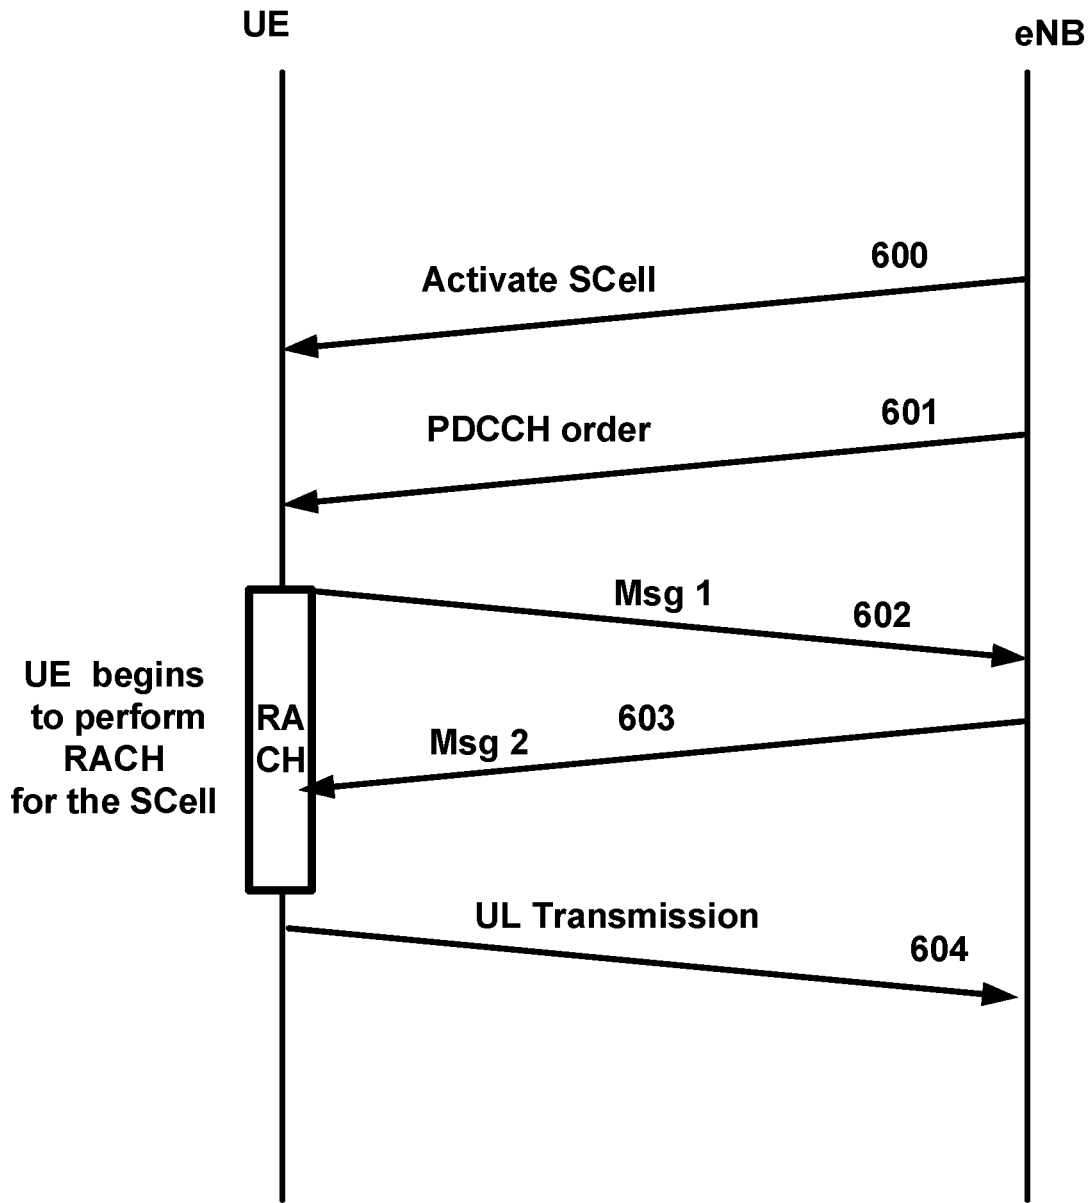 UE
eNB
600
Activate SCell
601
PDCCH order
Msg 1
602
UE begins
to perform
RACH
for the SCell
RA
CH
603
Msg 2
UL Transmission
604